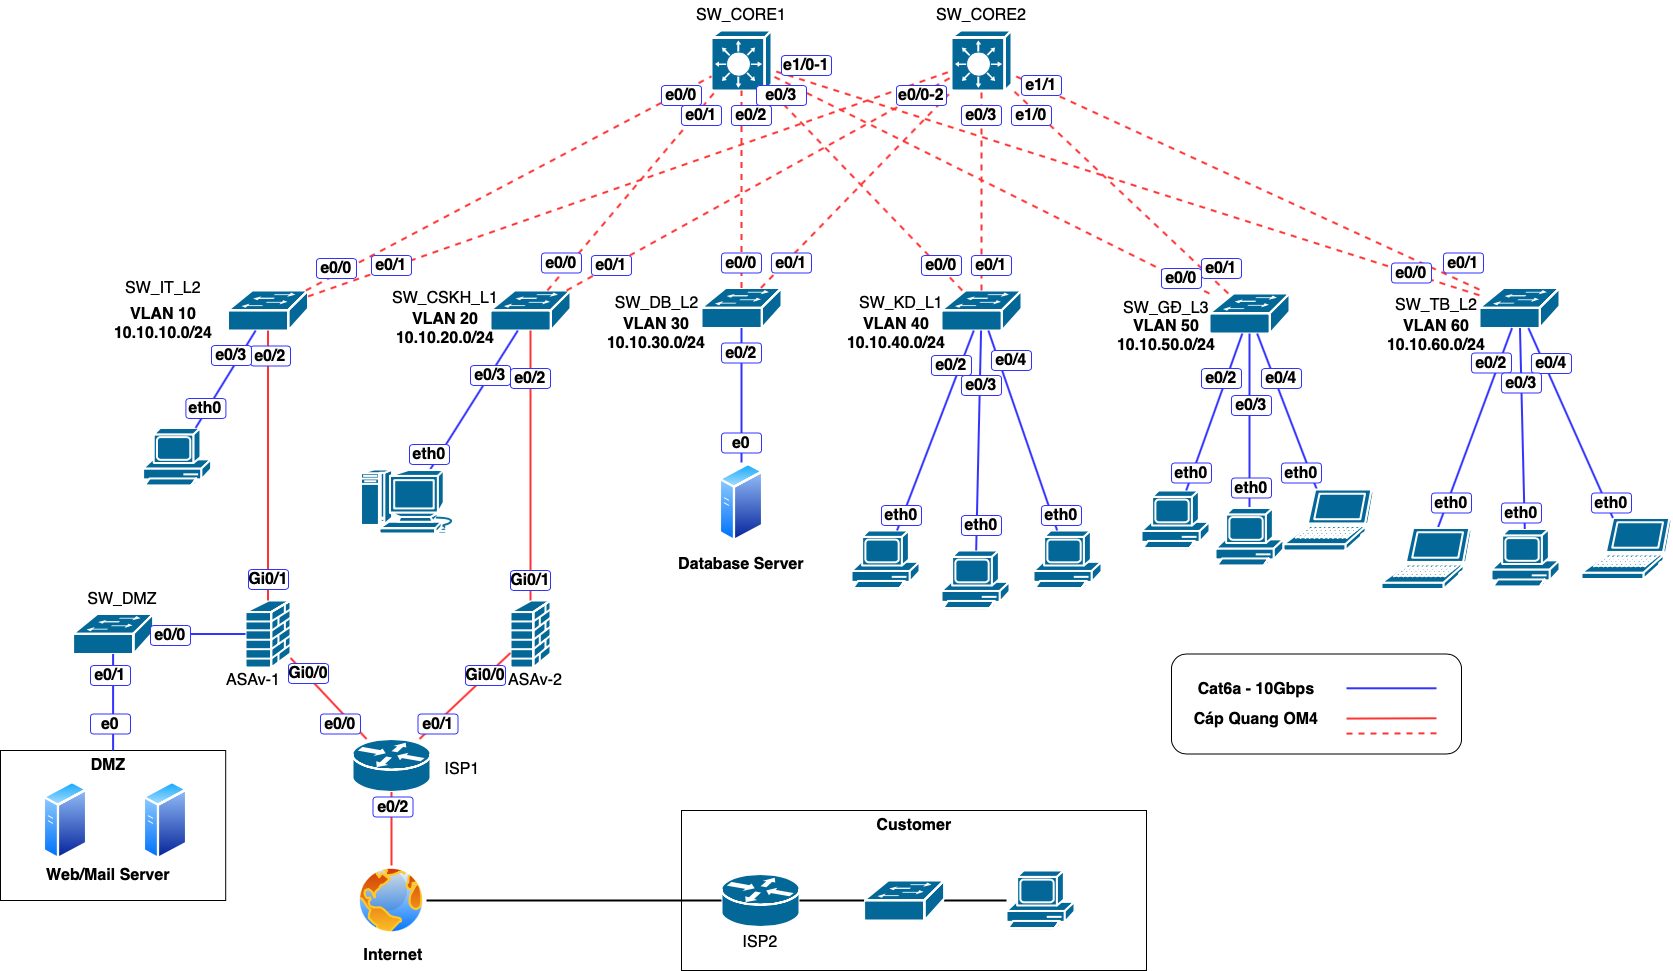 SW_CORE1
SW_CORE2
e1/0-1
e0/0
e0/3
e0/1
e0/2
e0/0-2
e1/1
e0/3
e1/0
e0/0
e0/1
e0/0
e0/1
e0/0
e0/1
e0/0
e0/1
e0/0
e0/1
e0/0
e0/1
SW_IT_L2
VLAN 10
10.10.10.0/24
SW_CSKH_L1
VLAN 20
10.10.20.0/24
SW_DB_L2
VLAN 30
10.10.30.0/24
SW_KD_L1
VLAN 40
10.10.40.0/24
SW_GĐ_L3
VLAN 50
10.10.50.0/24
SW_TB_L2
VLAN 60
10.10.60.0/24
e0/3
e0/2
e0/3
e0/2
e0/2
e0/2
e0/3
e0/4
e0/2
e0/3
e0/4
e0/2
e0/3
e0/4
eth0
eth0
e0
eth0
eth0
eth0
eth0
eth0
eth0
eth0
eth0
eth0
Database Server
Gi0/1
Gi0/1
SW_DMZ
e0/0
e0/1
e0
ASAv-1
Gi0/0
Gi0/0
ASAv-2
e0/0
e0/1
ISP1
e0/2
DMZ
Web/Mail Server
Internet
Customer
ISP2
Cat6a - 10Gbps
Cáp Quang OM4